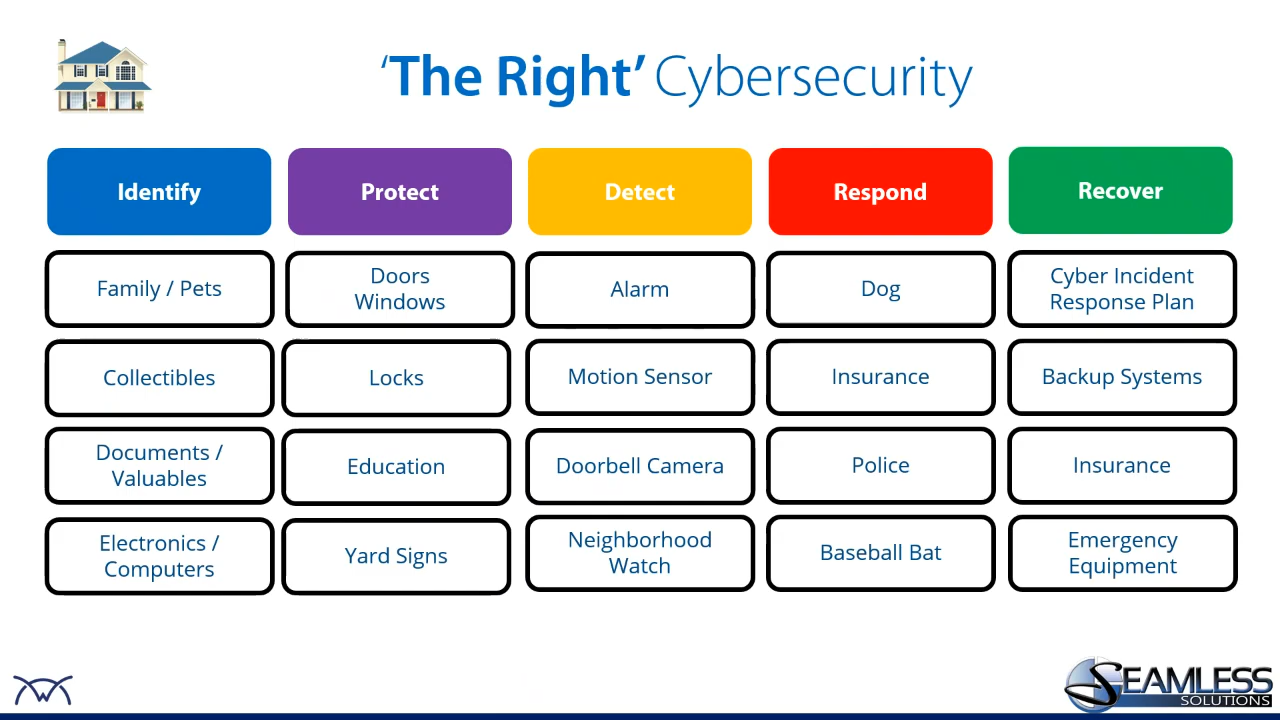 ‘The Right’ Cybersecurity
Identify
Protect
Detect
Respond
Recover
Family / Pets
Doors
Windows
Alarm
Dog
Cyber Incident
Response Plan
Collectibles
Locks
Motion Sensor
Insurance
Backup Systems
Documents /
Valuables
Education
Doorbell Camera
Police
Insurance
Electronics /
Computers
Yard Signs
Neighborhood
Watch
Baseball Bat
Emergency
Equipment
SEAMLESS
SOLUTIONS